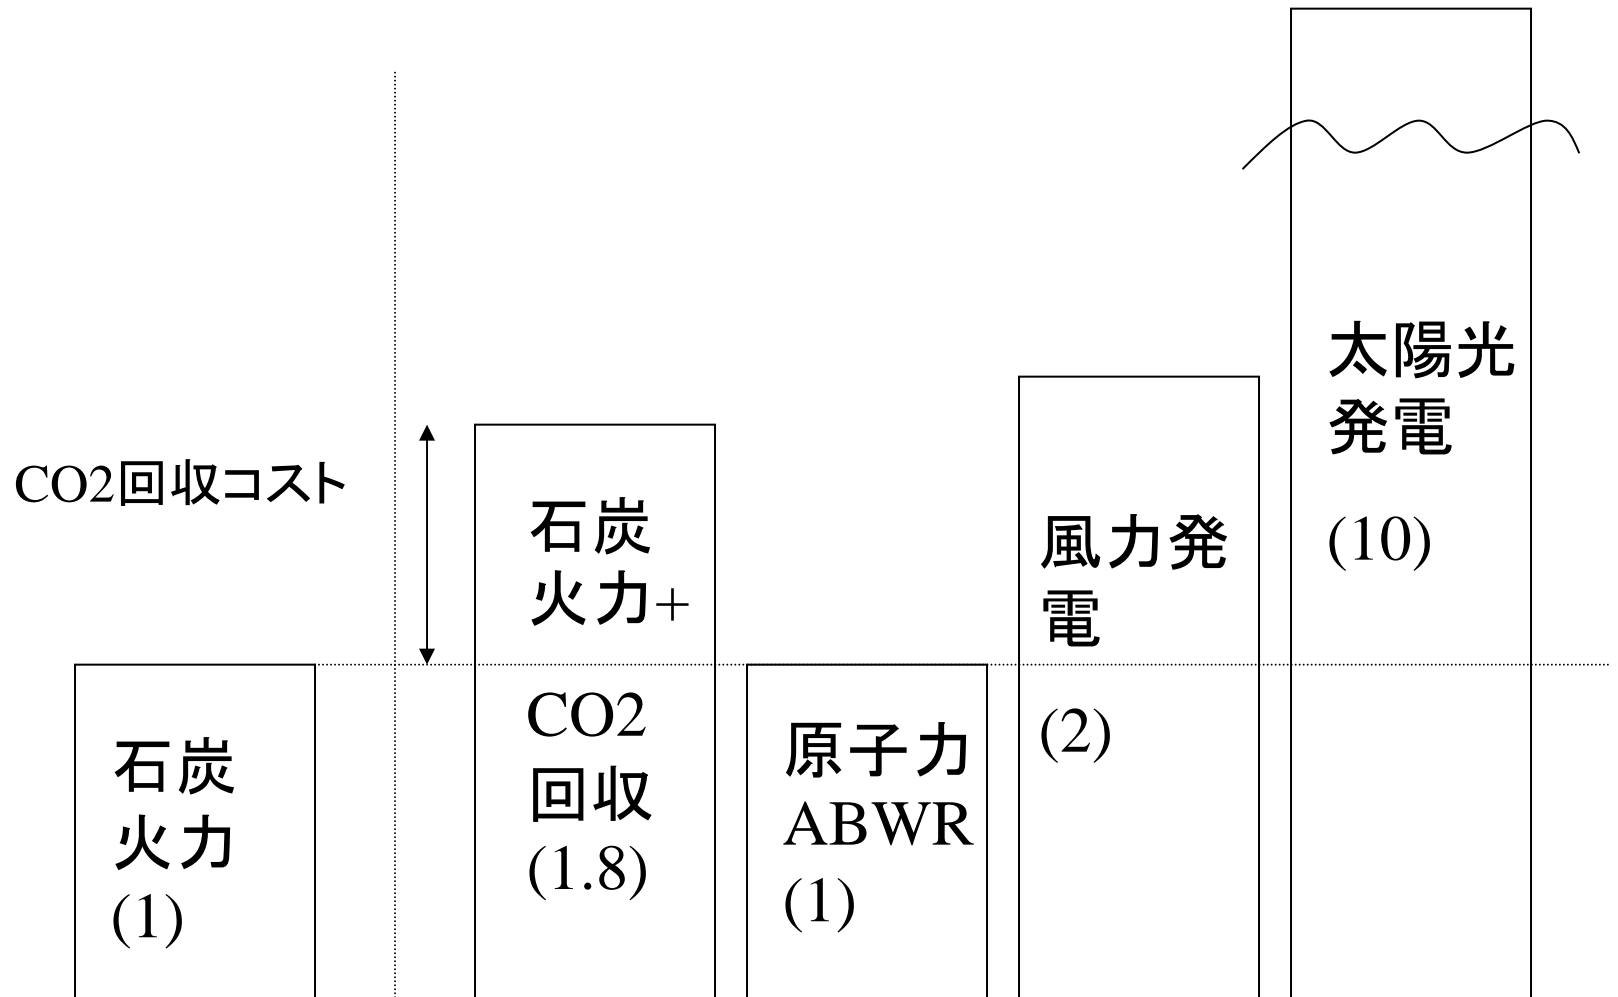 CO2回収コスト
石炭
火力
(1)
石炭
火力+
CO2
回収
(1.8)
原子力
ABWR
(1)
風力発
電
(2)
太陽光
発電
(10)